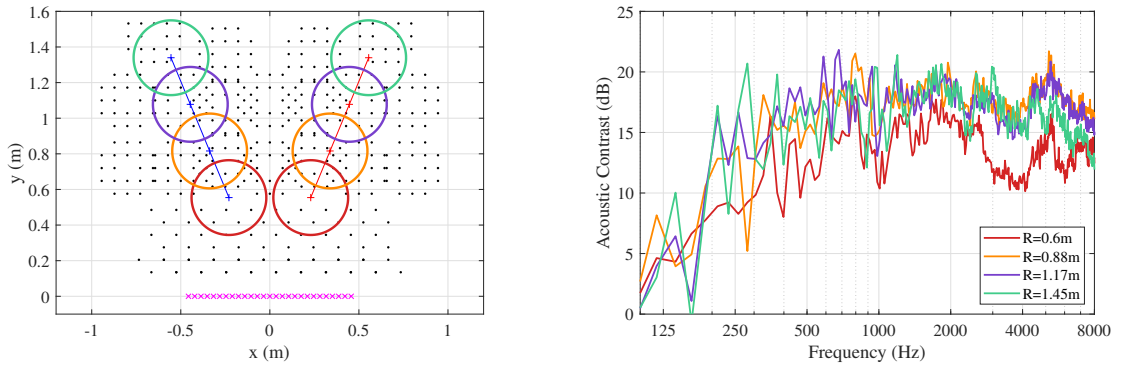 1.6
1.4
1.2
1
0.8
0.6
0.4
0.2
0
y (m)
-1 -0.5 0 0.5 1
x (m)
25
20
15
10
5
0
Acoustic Contrast (dB)
R=0.6m
R=0.88m
R=1.17m
R=1.45m
125 250 500 1000 2000 4000 8000
Frequency (Hz)